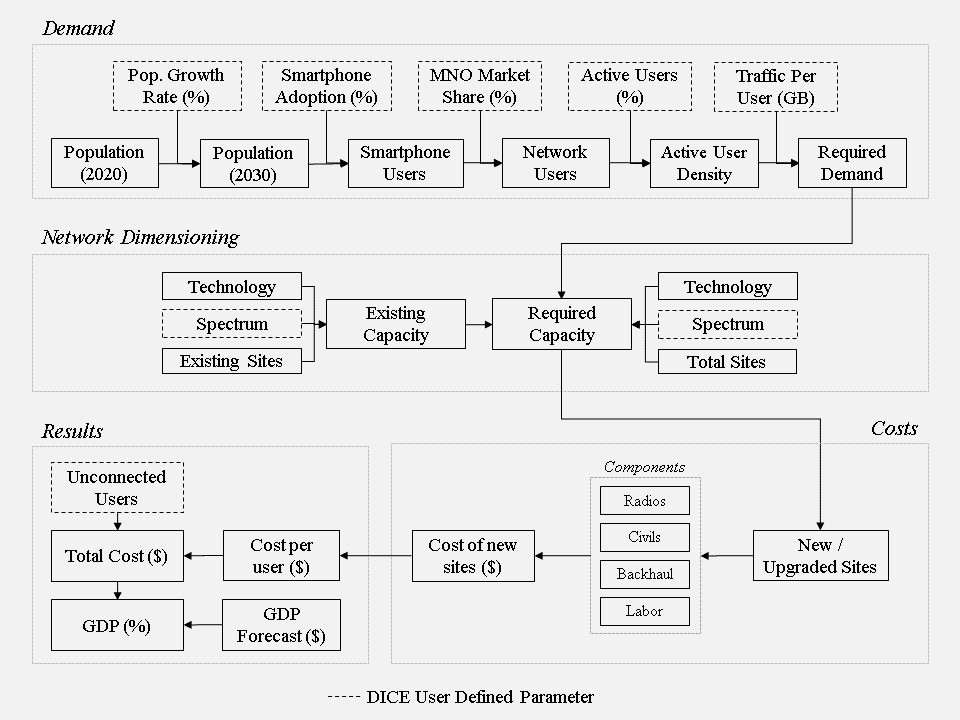 Demand
Pop. Growth
Rate (%)
Smartphone
Adoption (%)
MNO Market
Share (%)
Active Users
(%)
Traffic Per
User (GB)
Population
(2020)
Population
(2030)
Smartphone
Users
Network
Users
Active User
Density
Required
Demand
Network Dimensioning
Technology
Spectrum
Existing Sites
Existing
Capacity
Required
Capacity
Technology
Spectrum
Total Sites
Results
Unconnected
Users
Total Cost ($)
Cost per
user ($)
GDP (%)
GDP
Forecast ($)
Costs
Cost of new
sites ($)
Components
Radios
Civils
Backhaul
Labor
New /
Upgraded Sites
----- DICE User Defined Parameter